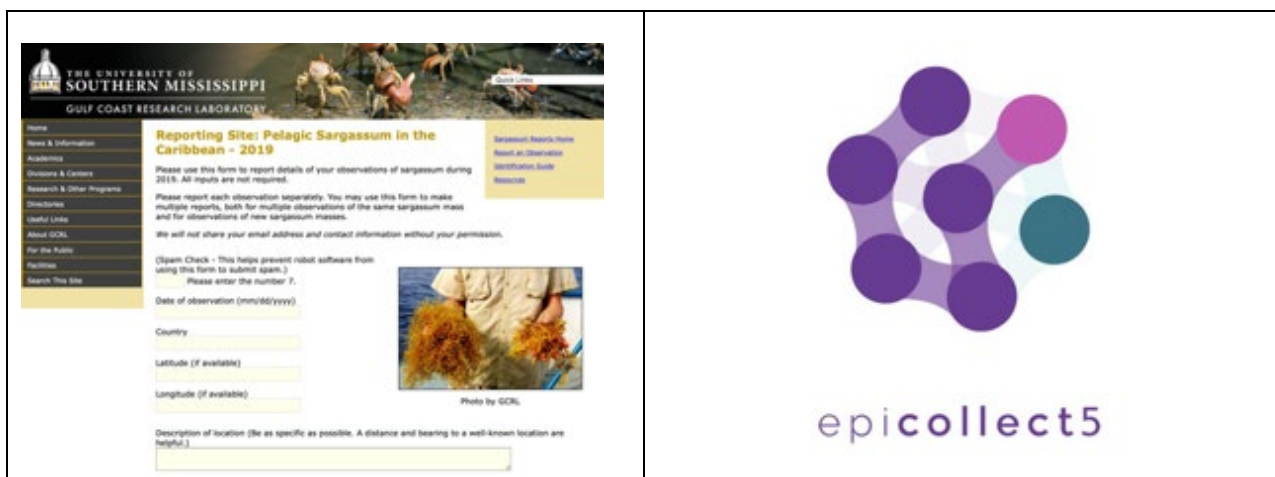 THE UNIVERSITY OF
SOUTHERN MISSISSIPPI
GULF COAST RESEARCH LABORATORY
Quick Links
Home
News & Information
Academics
Divisions & Centers
Research & Other Programs
Directories
Useful Links
About GCRL
For the Public
Facilities
Search This Site
Reporting Site: Pelagic Sargassum in the
Caribbean - 2019
Please use this form to report details of your observations of sargassum during
2019. All inputs are not required.
Please report each observation separately. You may use this form to make
multiple reports, both for multiple observations of the same sargassum mass
and for observations of new sargassum masses.
We will not share your email address and contact information without your permission.
(Spam Check - This helps prevent robot software from
using this form to submit spam.)
Please enter the number 7.
Date of observation (mm/dd/yyyy)
Country
Latitude (if available)
Longitude (if available)
Description of location (Be as specific as possible. A distance and bearing to a well-known location are
helpful.)
Sargassum Reports Home
Report an Observation
Identification Guide
Resources
Photo by GCRL
epicollect5